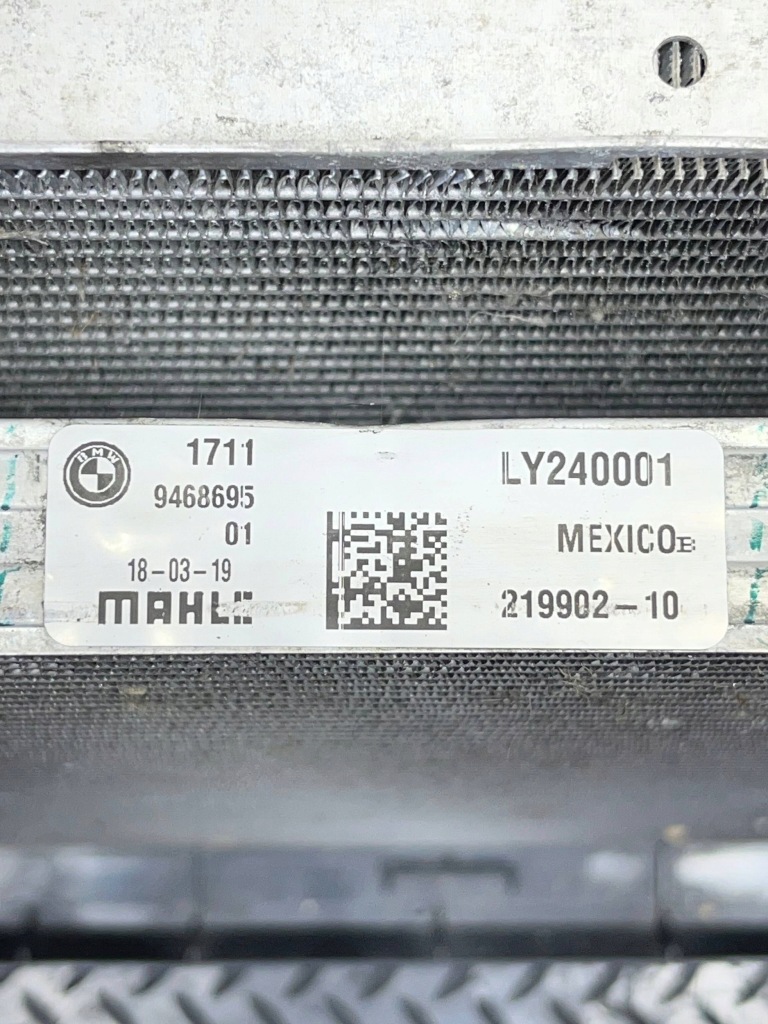 BMW
1711
9468695
01
18-03-19
MAHLE
LY240001
MEXICO B
219902-10